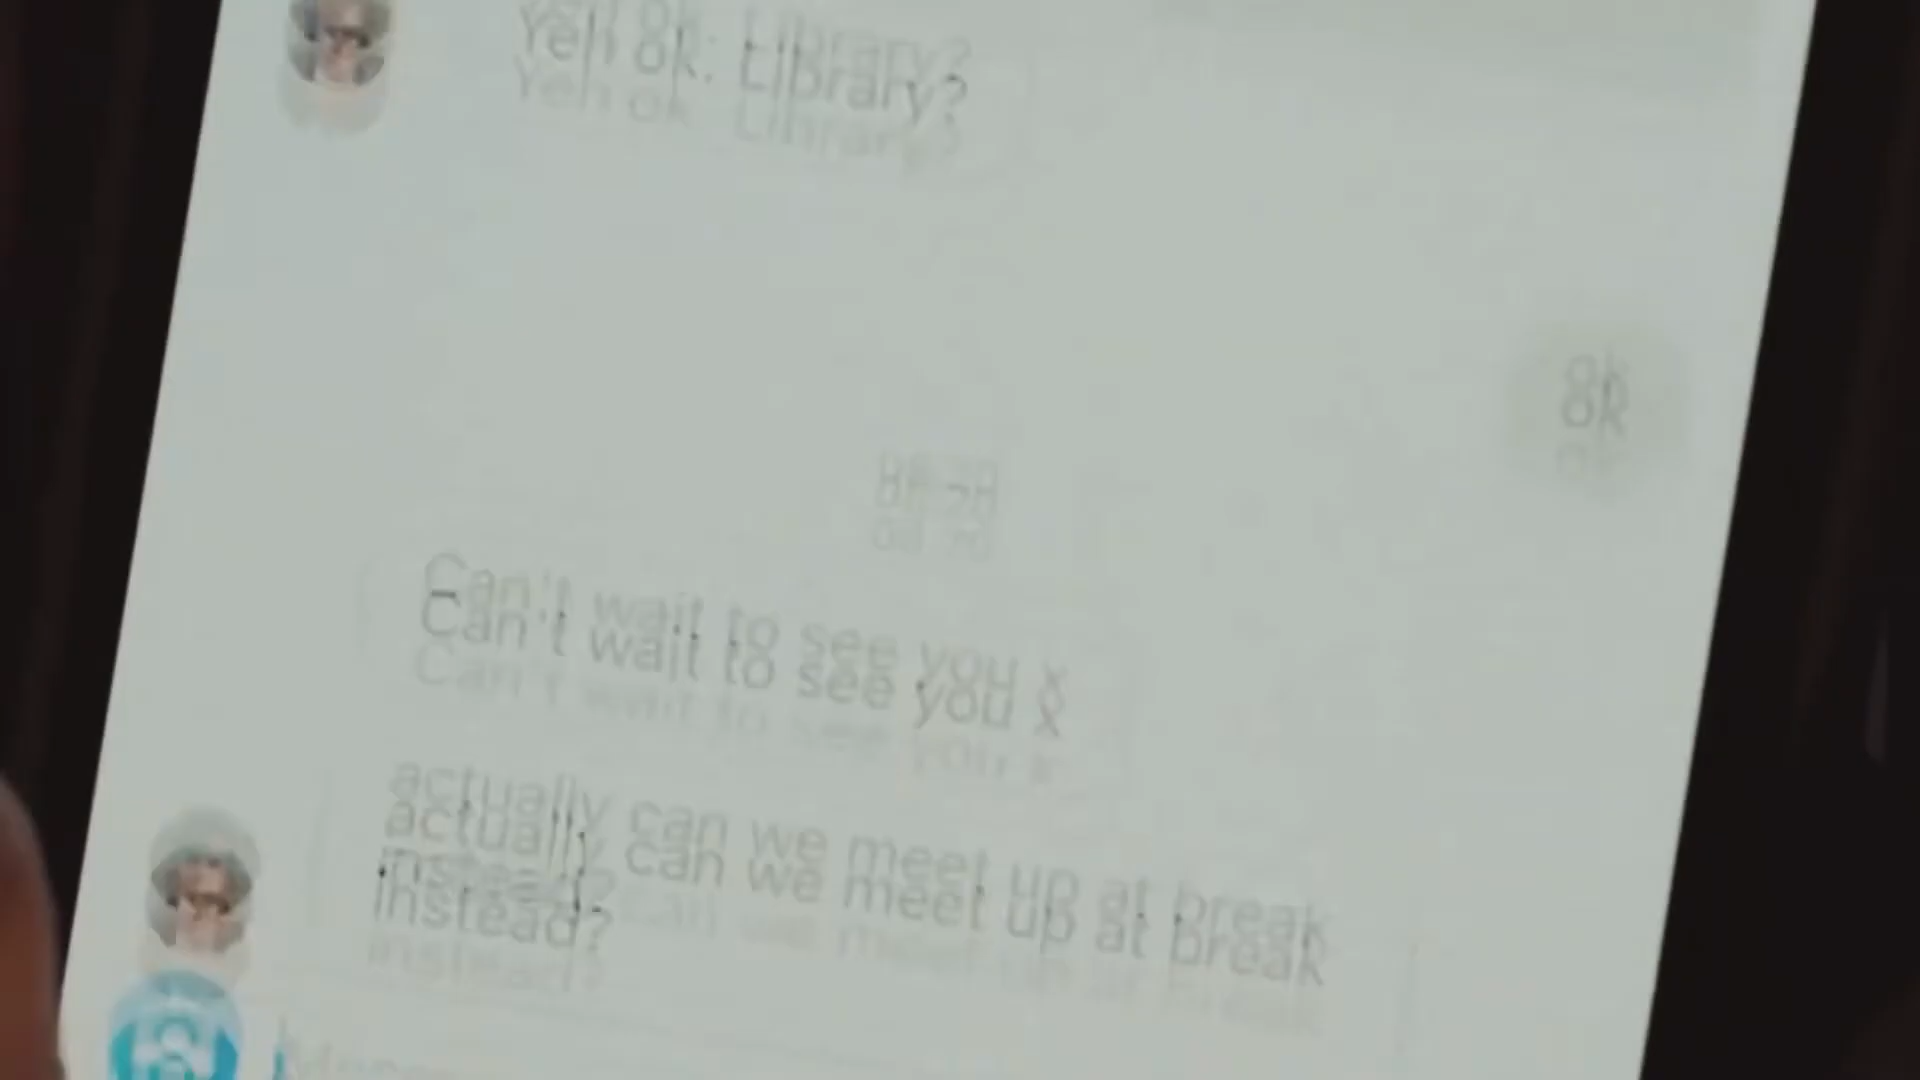 Yeh ok. Library?
ok
Can't wait to see you x
actually can we meet up at break
instead?